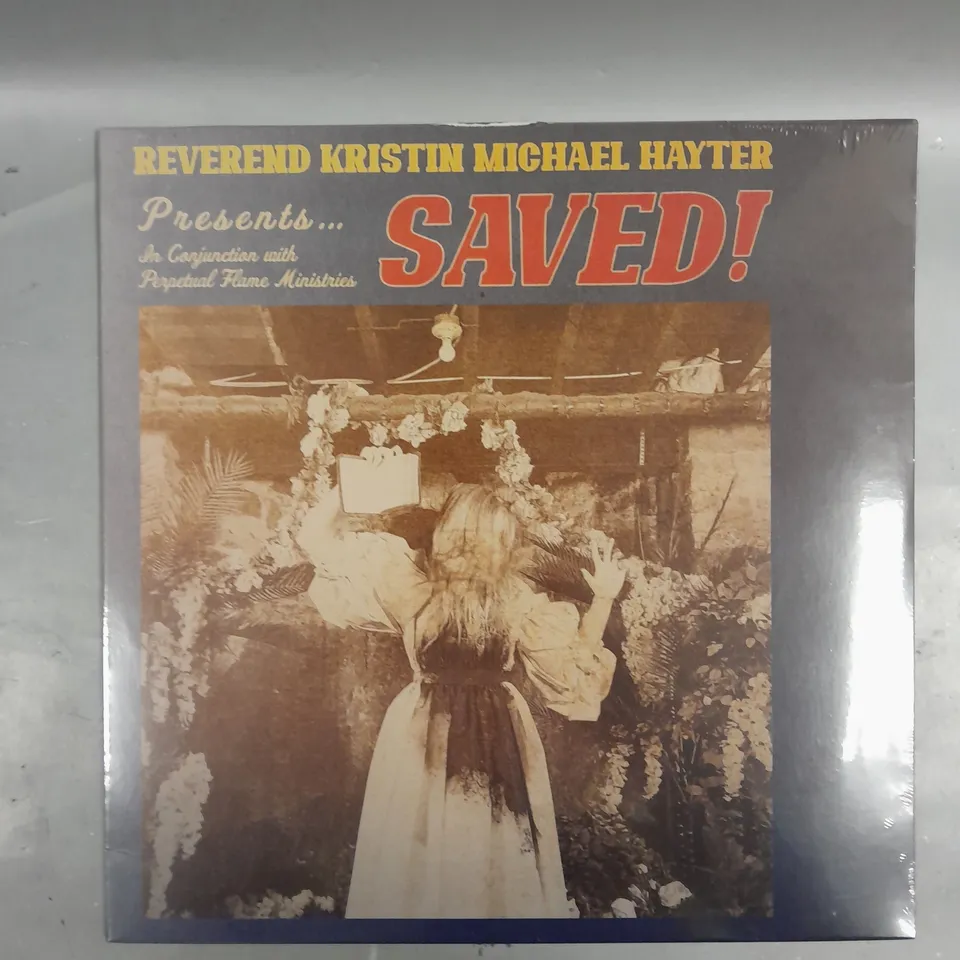 REVEREND KRISTIN MICHAEL HAYTER
Presents...
SAVED!
In Conjunction with
Perpetual Flame Ministries